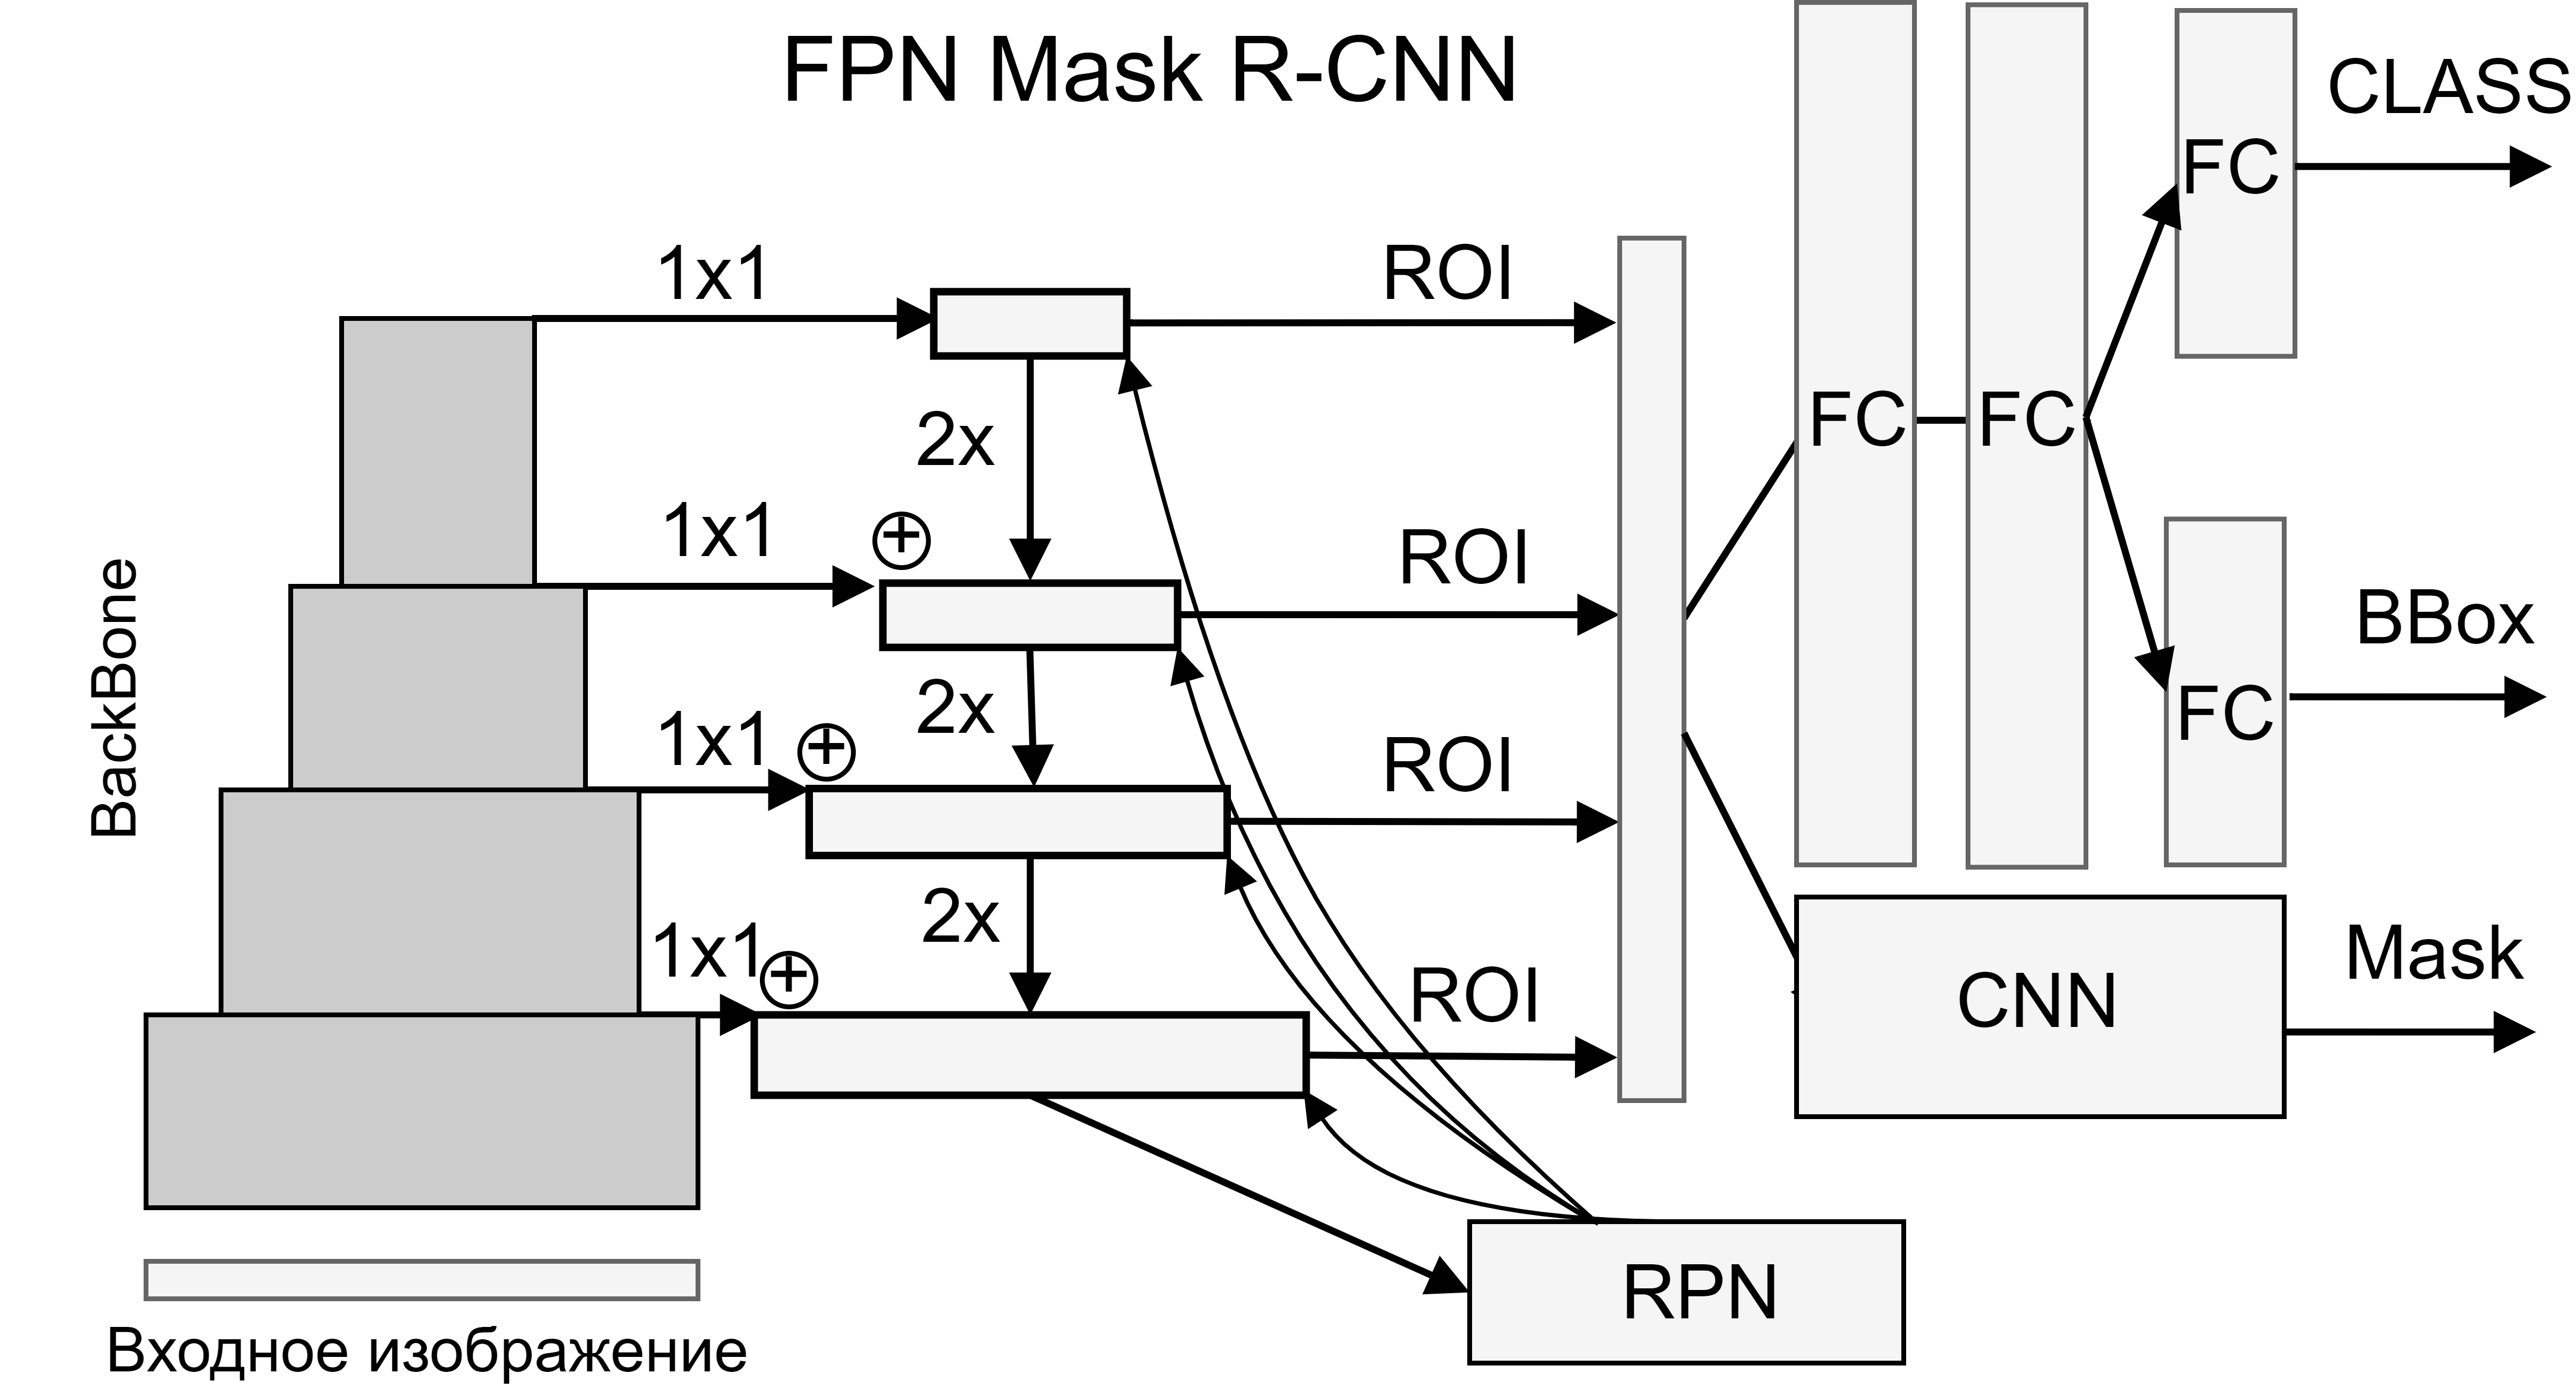 FPN Mask R-CNN
CLASS
FC
1x1
ROI
2x
FC
FC
1x1
ROI
BackBone
2x
BBox
1x1
ROI
FC
2x
1x1
ROI
CNN
Mask
RPN
Входное изображение